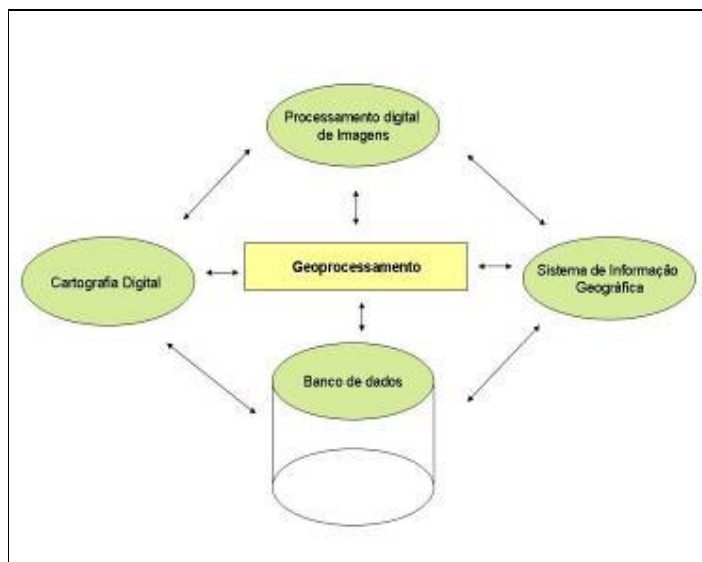 Processamento digital
de Imagens
Cartografia Digital
Geoprocessamento
Sistema de Informação
Geográfica
Banco de dados